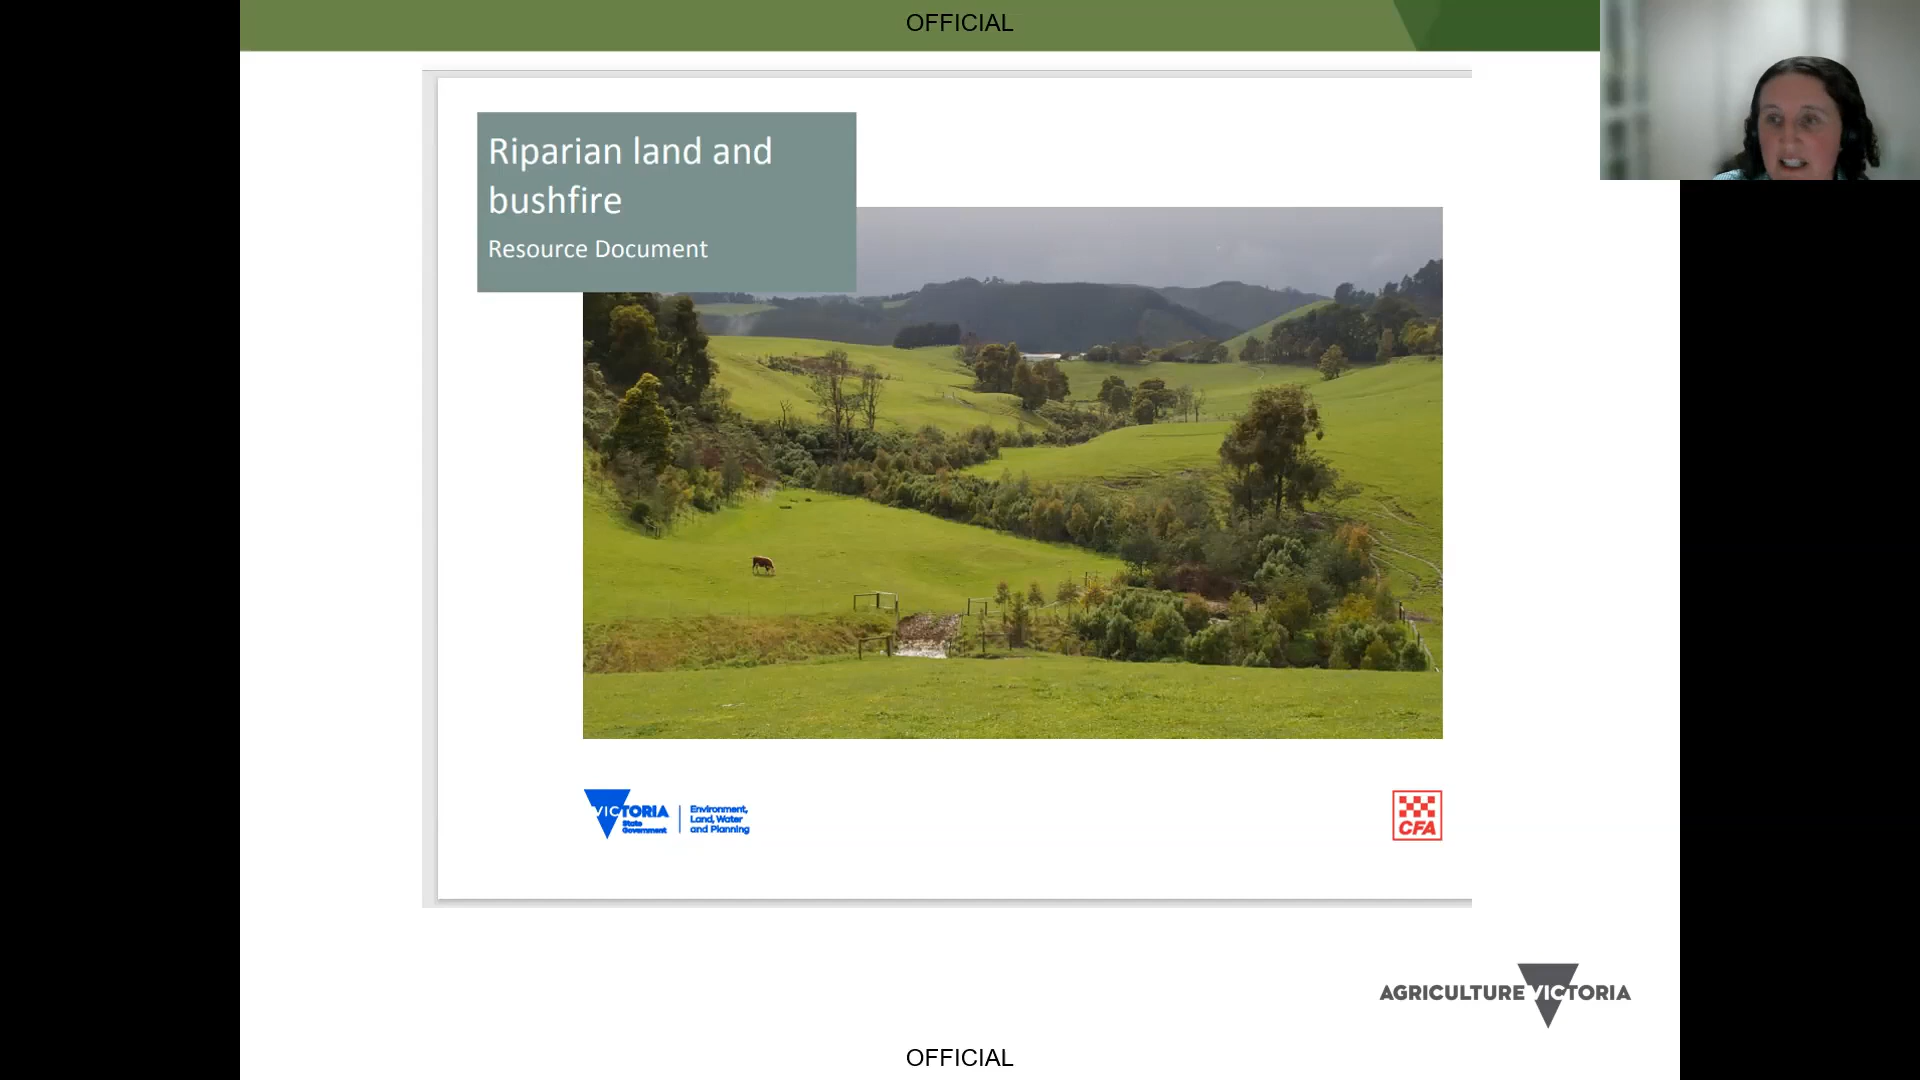 OFFICIAL
Riparian land and
bushfire
Resource Document
VICTORIA
State
Government
Environment,
Land, Water
and Planning
CFA
AGRICULTURE VICTORIA
OFFICIAL